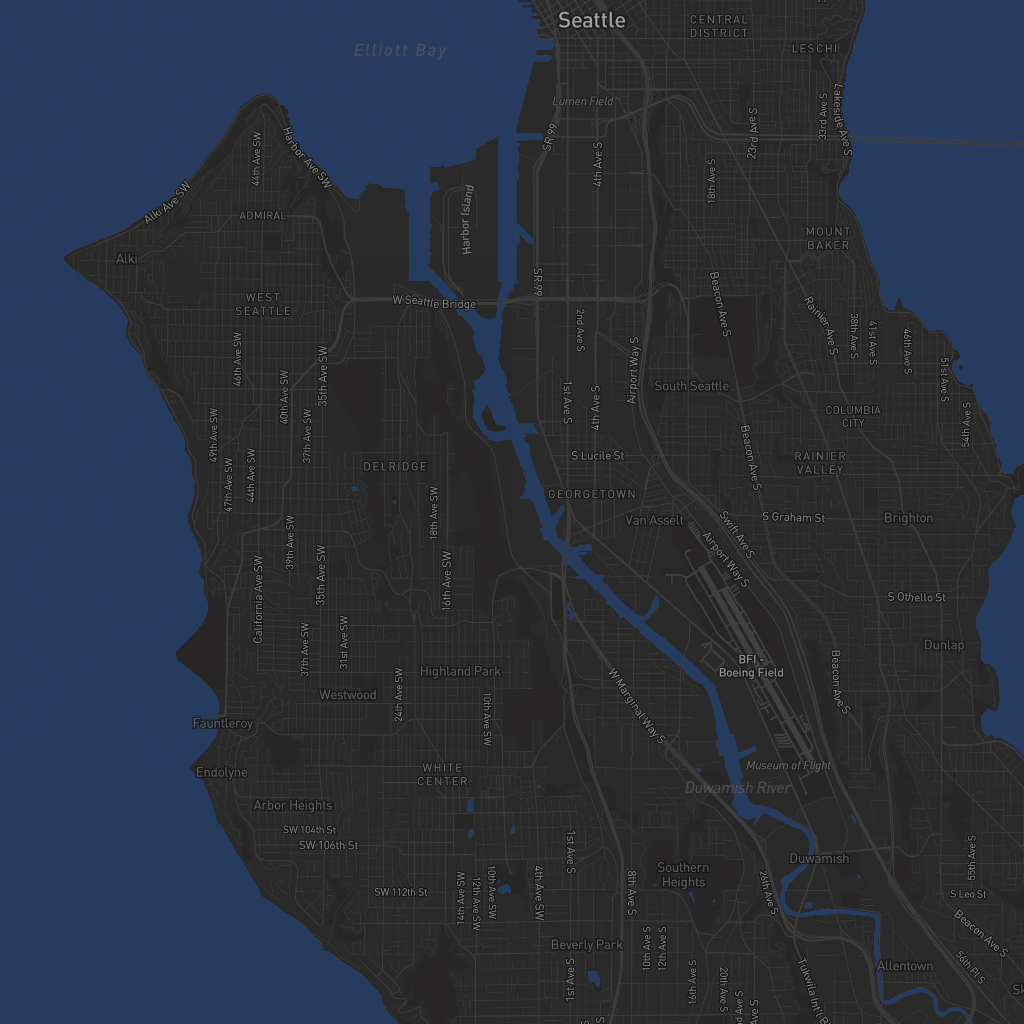 Seattle
CENTRAL
DISTRICT
Elliott Bay
LESCHI
Lumen Field
Lakeside Ave S
33rd Ave S
23rd Ave S
SR 99
4th Ave S
Harbor Ave SW
44th Ave SW
18th Ave S
Alki Ave SW
Harbor Island
ADMIRAL
MOUNT
BAKER
Alki
SR 99
WEST
SEATTLE
W Seattle Bridge
Beacon Ave S
Rainier Ave S
2nd Ave S
38th Ave S
41st Ave S
46th Ave S
46th Ave SW
35th Ave SW
Airport Way S
51st Ave S
South Seattle
40th Ave SW
1st Ave S
4th Ave S
COLUMBIA
CITY
54th Ave S
49th Ave SW
37th Ave SW
Beacon Ave S
S Lucile St
RAINIER
VALLEY
DELRIDGE
47th Ave SW
44th Ave SW
18th Ave SW
GEORGETOWN
Van Asselt
Swift Ave S
S Graham St
Brighton
39th Ave SW
35th Ave SW
16th Ave SW
Airport Way S
California Ave SW
S Othello St
37th Ave SW
31st Ave SW
Dunlap
BFI -
Boeing Field
Beacon Ave S
Highland Park
24th Ave SW
Westwood
10th Ave SW
W Marginal Way S
Fauntleroy
WHITE
CENTER
Museum of Flight
Endolyne
Duwamish River
Arbor Heights
SW 104th St
SW 106th St
1st Ave S
55th Ave S
Duwamish
Southern
Heights
SW 112th St
14th Ave SW
12th Ave SW
10th Ave SW
4th Ave SW
8th Ave S
26th Ave S
S Leo St
Beacon Ave S
Beverly Park
10th Ave S
12th Ave S
Allentown
56th Pl S
1st Ave S
16th Ave S
20th Ave S
Tukwila Int'l B
nd Ave S
Ave S
Sk
S
S